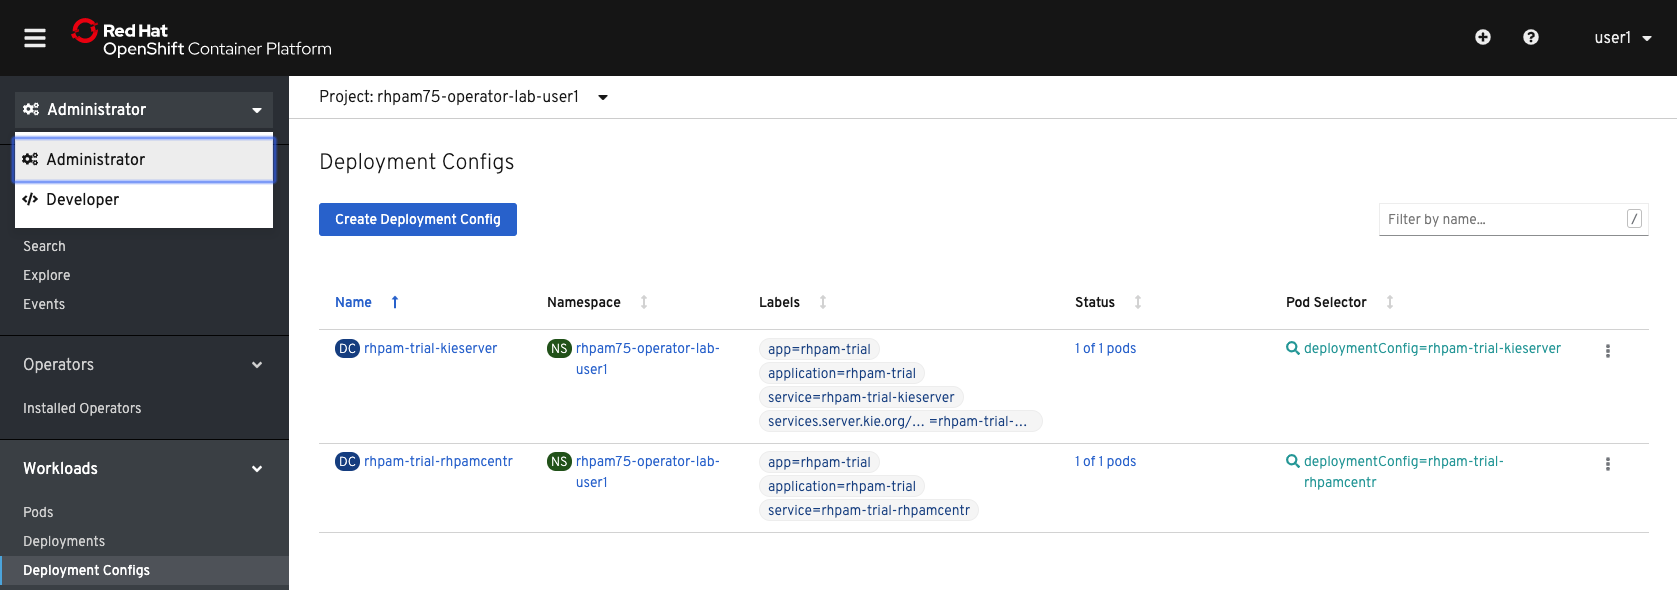 Red Hat
OpenShift Container Platform
user1
Administrator
Administrator
Developer
Search
Explore
Events
Operators
Installed Operators
Workloads
Pods
Deployments
Deployment Configs
Project: rhpam75-operator-lab-user1
Deployment Configs
Create Deployment Config
Filter by name...
/
Name Namespace Labels Status Pod Selector
DC rhpam-trial-kieserver
NS rhpam75-operator-lab-
user1
app=rhpam-trial
application=rhpam-trial
service=rhpam-trial-kieserver
services.server.kie.org/... =rhpam-trial-...
1 of 1 pods
deploymentConfig=rhpam-trial-kieserver
DC rhpam-trial-rhpamcentr
NS rhpam75-operator-lab-
user1
app=rhpam-trial
application=rhpam-trial
service=rhpam-trial-rhpamcentr
1 of 1 pods
deploymentConfig=rhpam-trial-
rhpamcentr